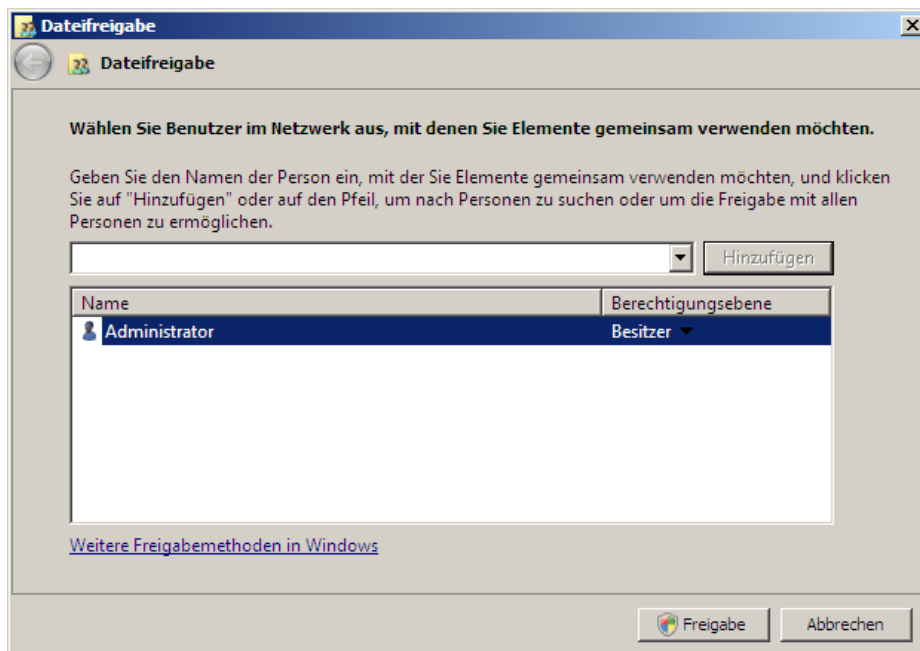 Dateifreigabe
Dateifreigabe
Wählen Sie Benutzer im Netzwerk aus, mit denen Sie Elemente gemeinsam verwenden möchten.
Geben Sie den Namen der Person ein, mit der Sie Elemente gemeinsam verwenden möchten, und klicken
Sie auf "Hinzufügen" oder auf den Pfeil, um nach Personen zu suchen oder um die Freigabe mit allen
Personen zu ermöglichen.
Hinzufügen
Name Berechtigungsebene
Administrator Besitzer
Weitere Freigabemethoden in Windows
Freigabe Abbrechen